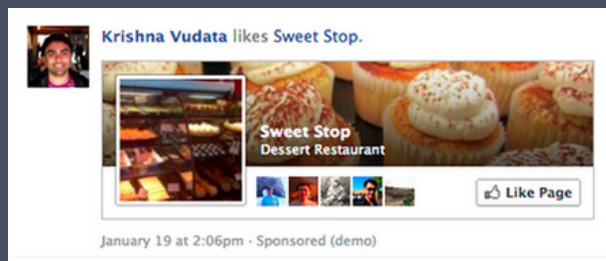 Krishna Vudata likes Sweet Stop.
Sweet Stop
Dessert Restaurant
Like Page
January 19 at 2:06pm · Sponsored (demo)